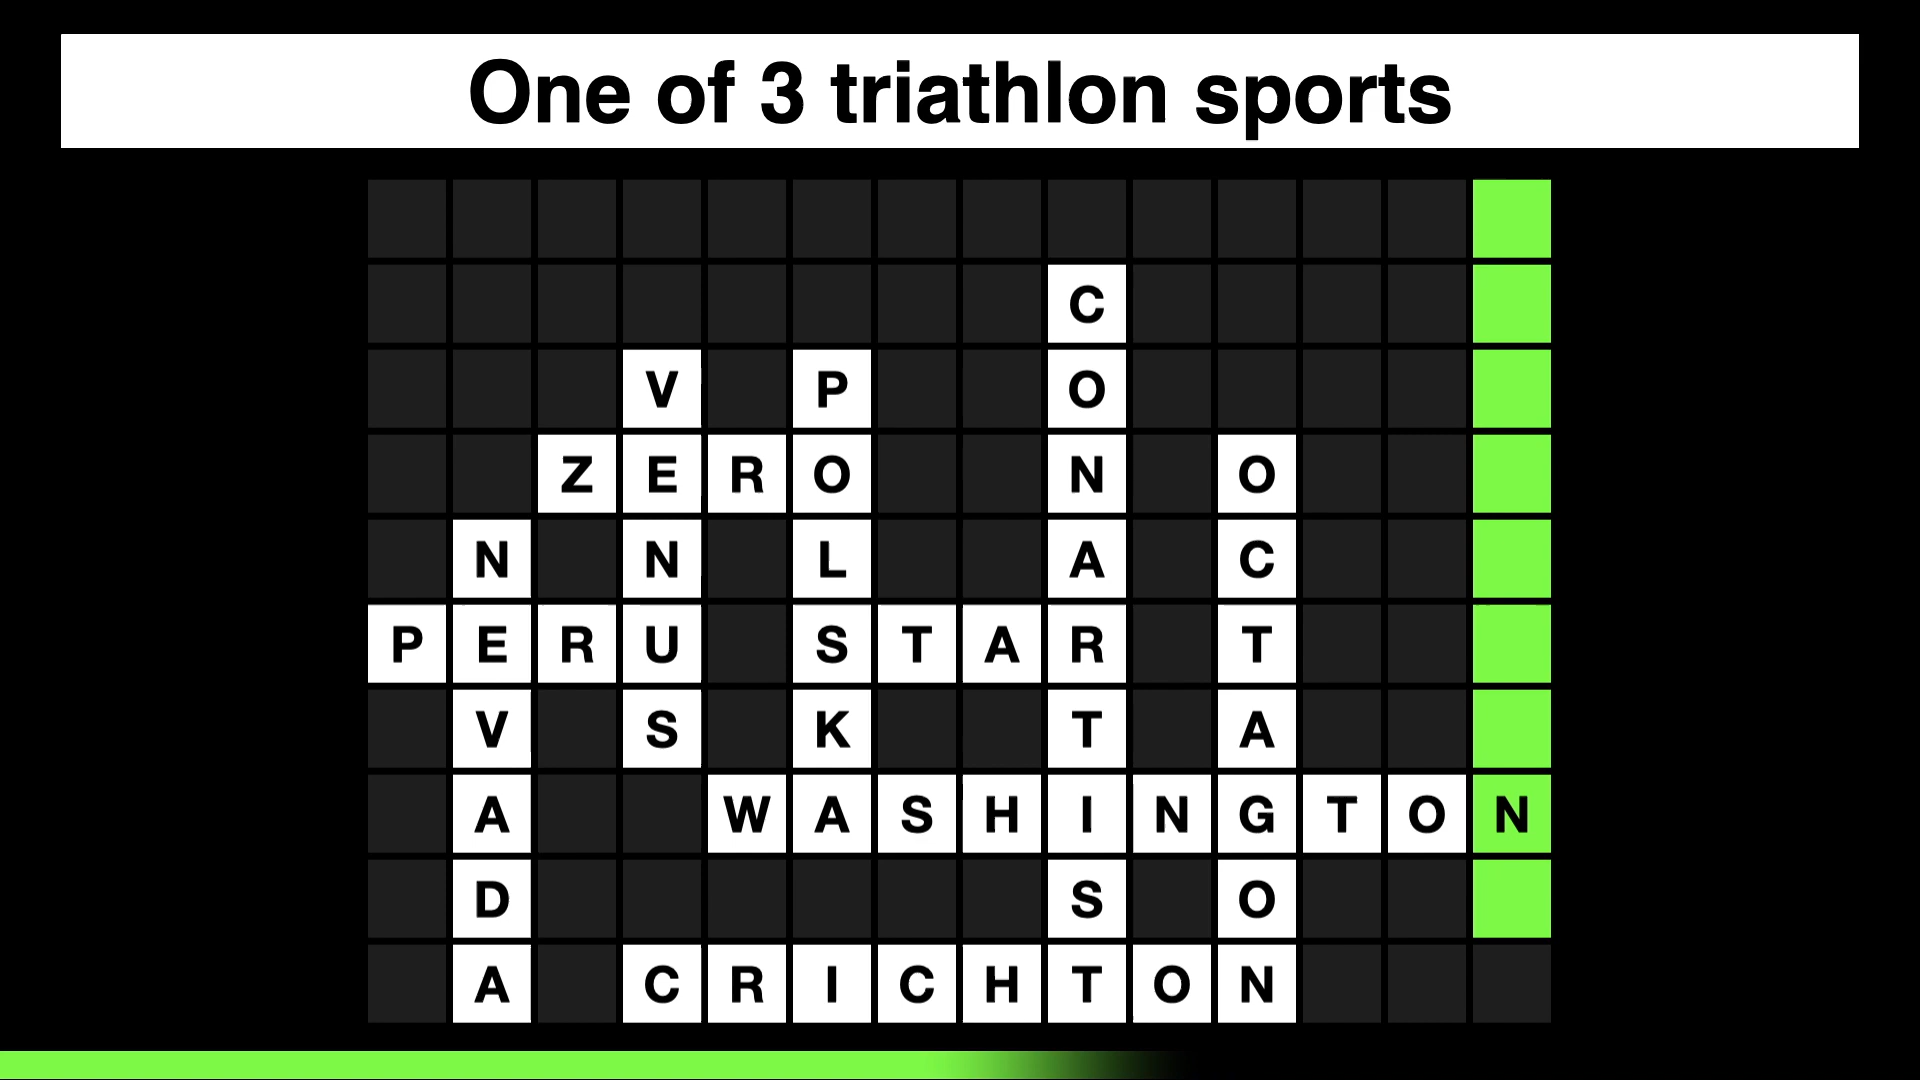 One of 3 triathlon sports
C
V P O
Z E R O N O
N N L A C
P E R U S T A R T
V S K T A
A W A S H I N G T O N
D S O
A C R I C H T O N